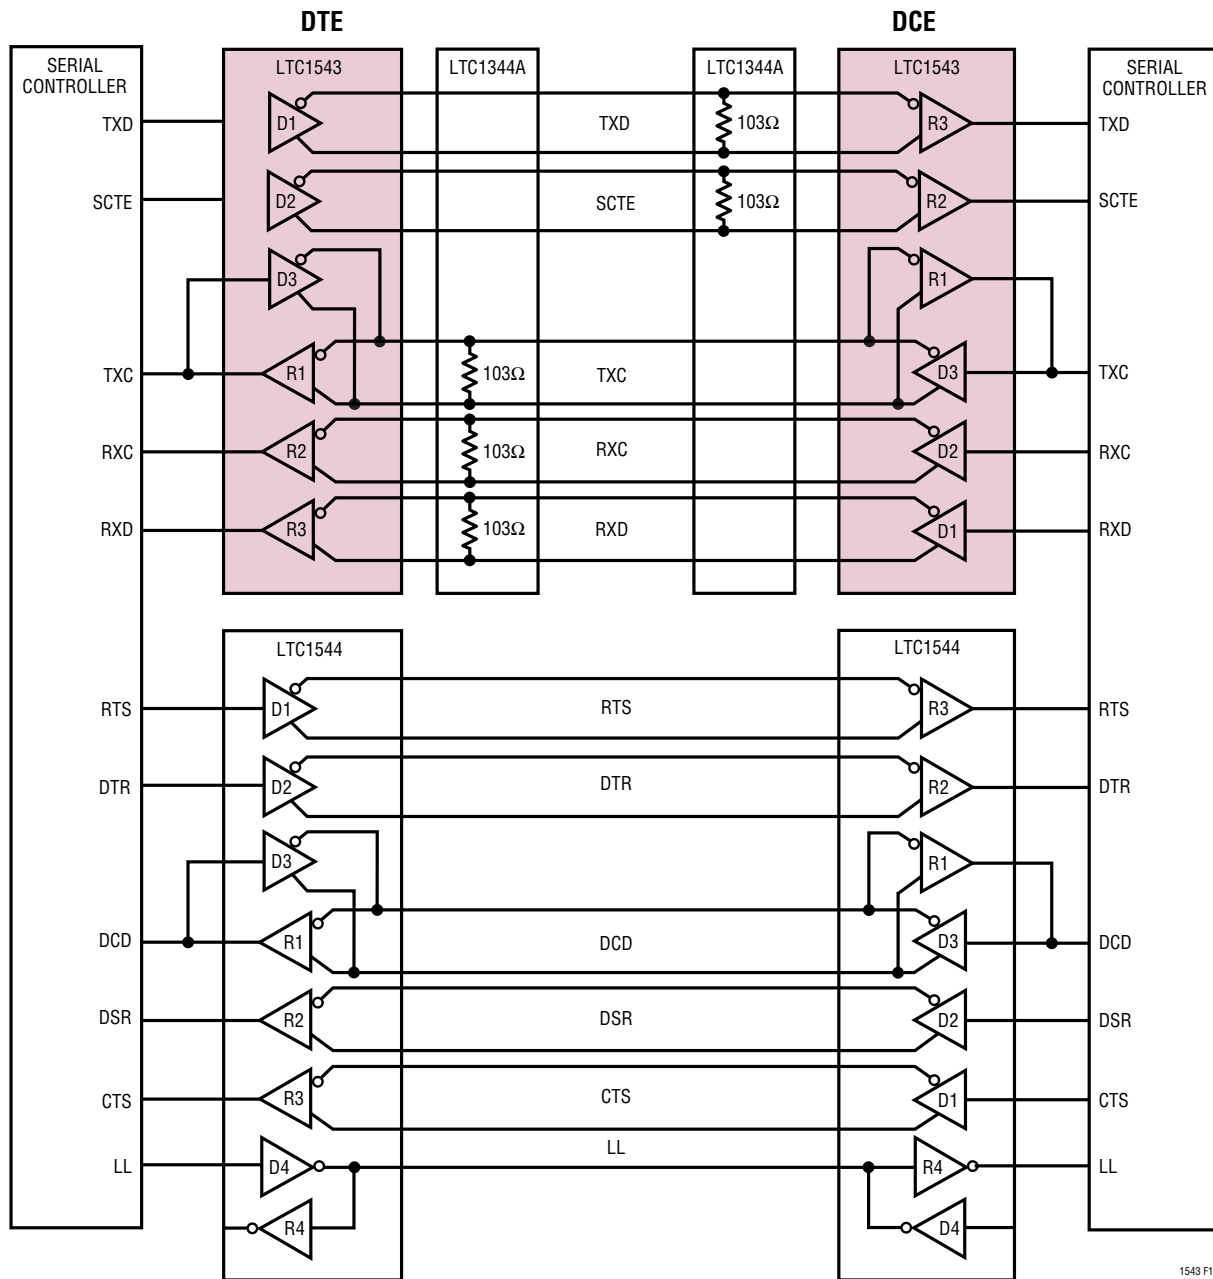 DTE
DCE
SERIAL
CONTROLLER
LTC1543
LTC1344A
LTC1344A
LTC1543
SERIAL
CONTROLLER
TXD
D1
TXD
103Ω
R3
TXD
SCTE
D2
SCTE
103Ω
R2
SCTE
D3
R1
TXC
R1
103Ω
TXC
D3
TXC
RXC
R2
103Ω
RXC
D2
RXC
RXD
R3
103Ω
RXD
D1
RXD
LTC1544
LTC1544
RTS
D1
RTS
R3
RTS
DTR
D2
DTR
R2
DTR
D3
R1
DCD
R1
DCD
D3
DCD
DSR
R2
DSR
D2
DSR
CTS
R3
CTS
D1
CTS
LL
D4
LL
R4
LL
R4
D4
1543 F1